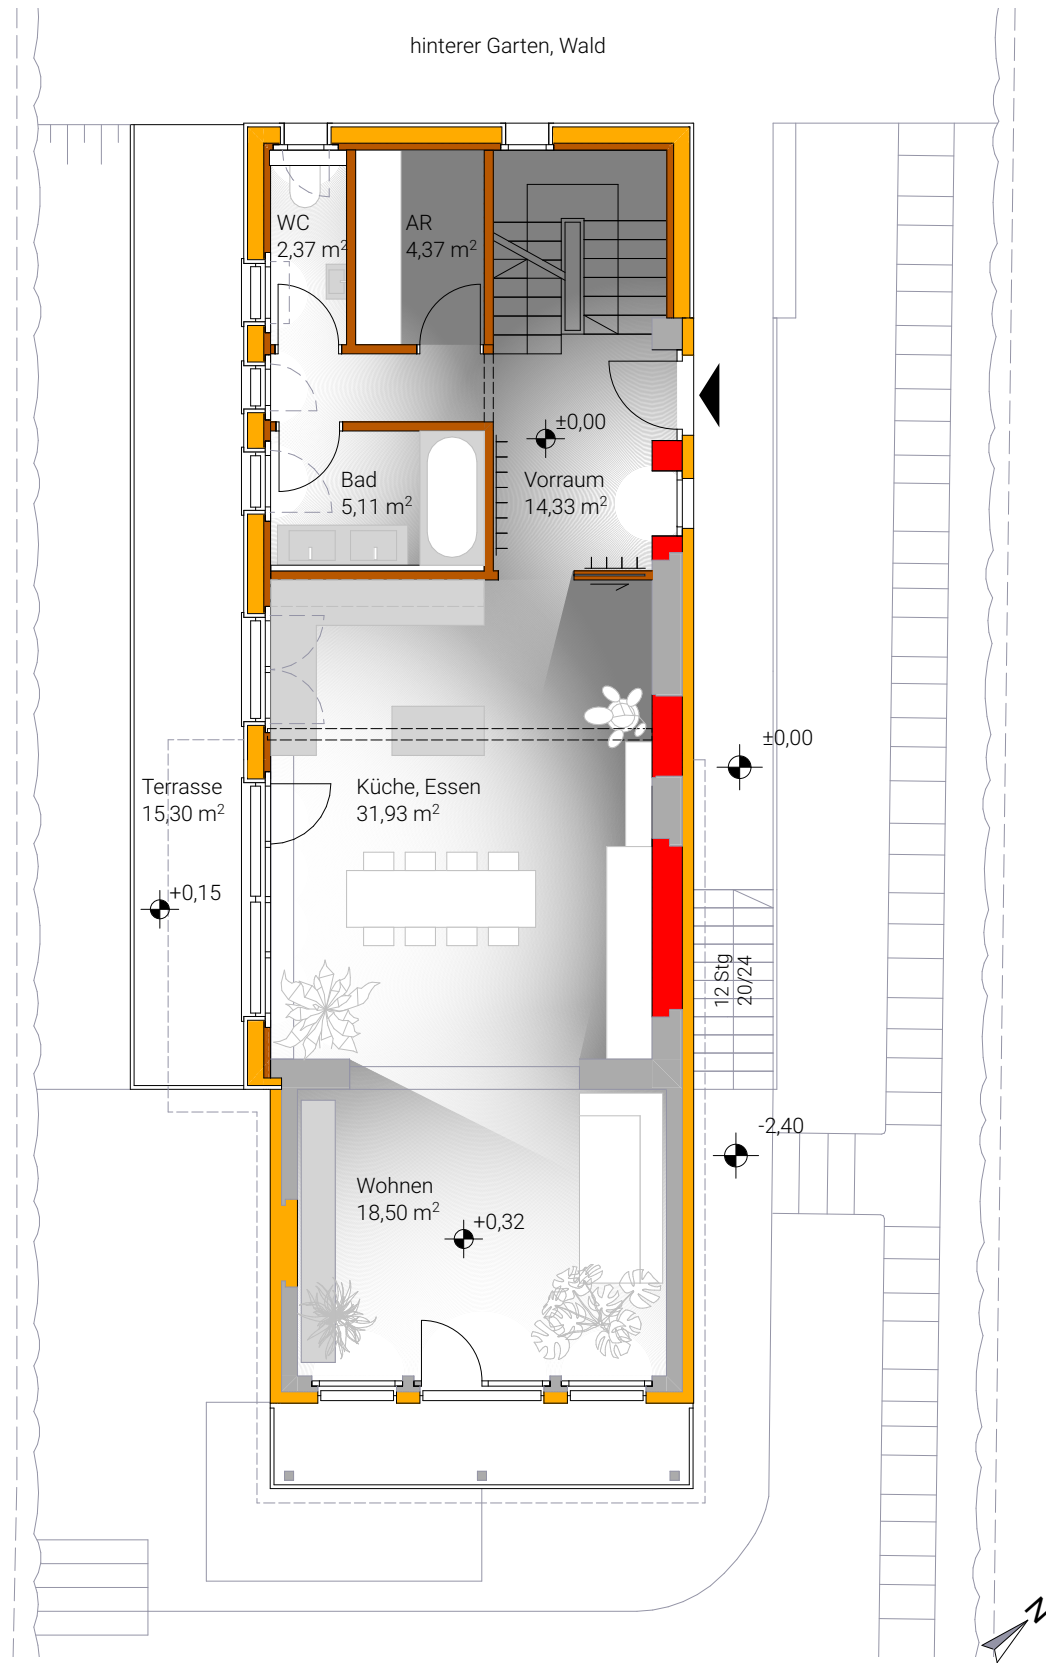 hinterer Garten, Wald
WC
2,37 m²
AR
4,37 m²
±0,00
Bad
5,11 m²
Vorraum
14,33 m²
±0,00
Terrasse
15,30 m²
Küche, Essen
31,93 m²
+0,15
12 Stg
20/24
-2,40
Wohnen
18,50 m²
+0,32
N